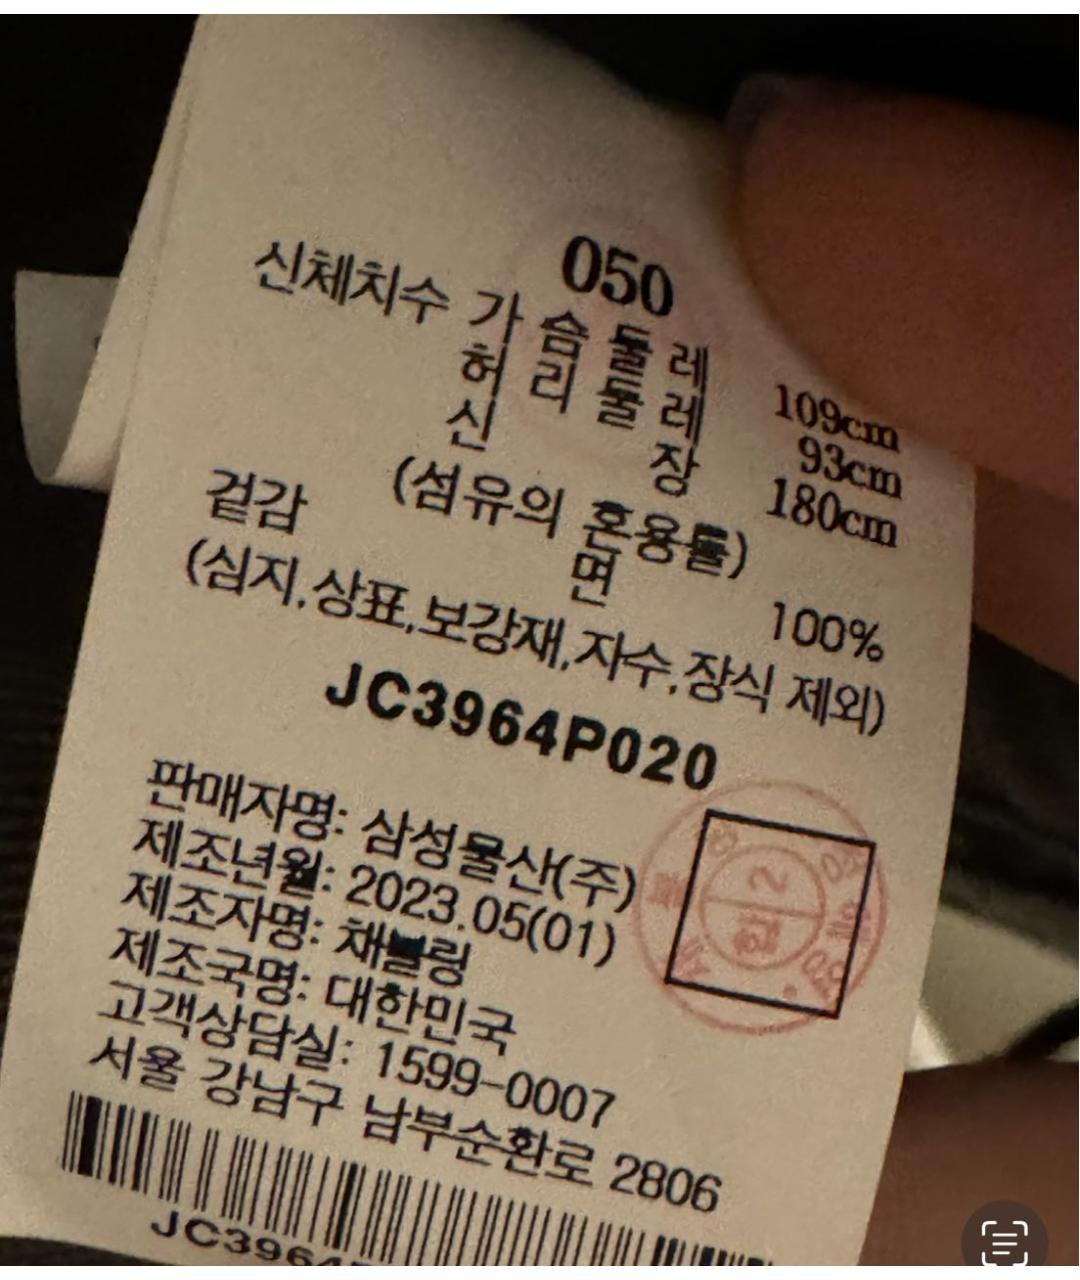 050
신체치수 가슴둘레 109cm
허리둘레 93cm
신장 180cm
(섬유의 혼용률)
겉감 면 100%
(심지,상표,보강재,자수,장식 제외)
JC3964P020
판매자명: 삼성물산(주)
제조년월: 2023.05(01)
제조자명: 채블링
제조국명: 대한민국
고객상담실: 1599-0007
서울 강남구 남부순환로 2806
JC3964